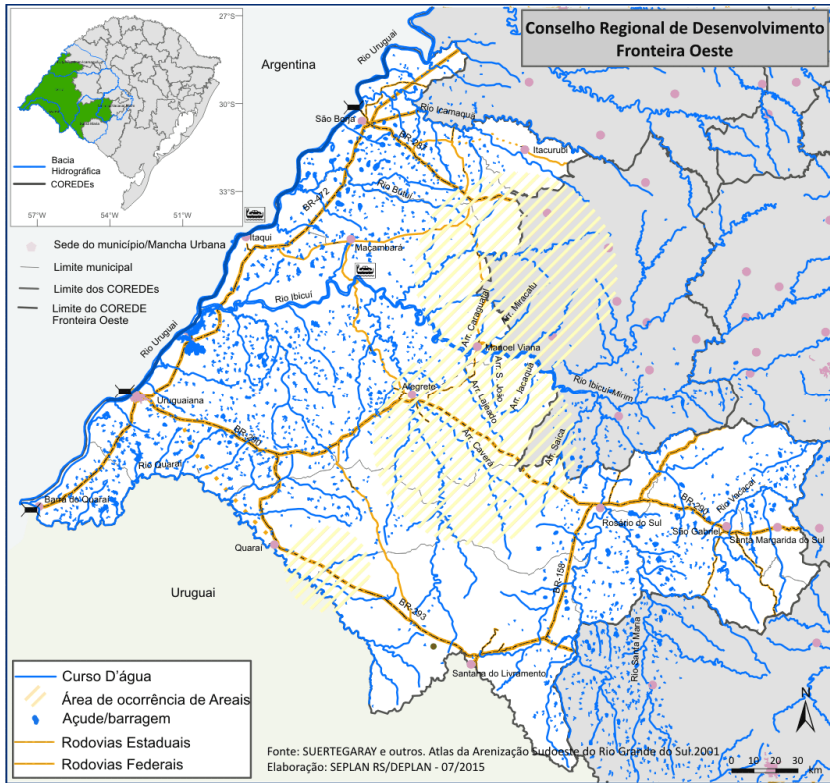 Conselho Regional de Desenvolvimento
Fronteira Oeste
27°S
30°S
33°S
57°W
54°W
51°W
Bacia
Hidrográfica
COREDEs
Sede do município/Mancha Urbana
Limite municipal
Limite dos COREDEs
Limite do COREDE
Fronteira Oeste
Argentina
Rio Uruguai
São Borja
Rio Icamaquã
BR-287
Itacurubi
Rio Butuí
BR-472
Itaqui
Maçambará
Rio Ibicuí
Rio Uruguai
Arr. Caraguataí
Arr. Miracatu
Manoel Viana
Arr. S. João
Arr. Lajeado
Arr. Jacaquá
Rio Ibicuí-Mirim
Alegrete
Uruguaiana
BR-290
Arr. Caverá
Arr. Saica
Rio Quaraí
Barra do Quaraí
Rosário do Sul
BR-290
Rio Vacacaí
São Gabriel
Santa Margarida do Sul
Quaraí
BR-158
BR-293
Uruguai
Rio Santa Maria
Santana do Livramento
Curso D'água
Área de ocorrência de Areais
Açude/barragem
Rodovias Estaduais
Rodovias Federais
Fonte: SUERTEGARAY e outros. Atlas da Arenização Sudoeste do Rio Grande do Sul.2001
Elaboração: SEPLAN RS/DEPLAN - 07/2015
N
0 10 20 30
km